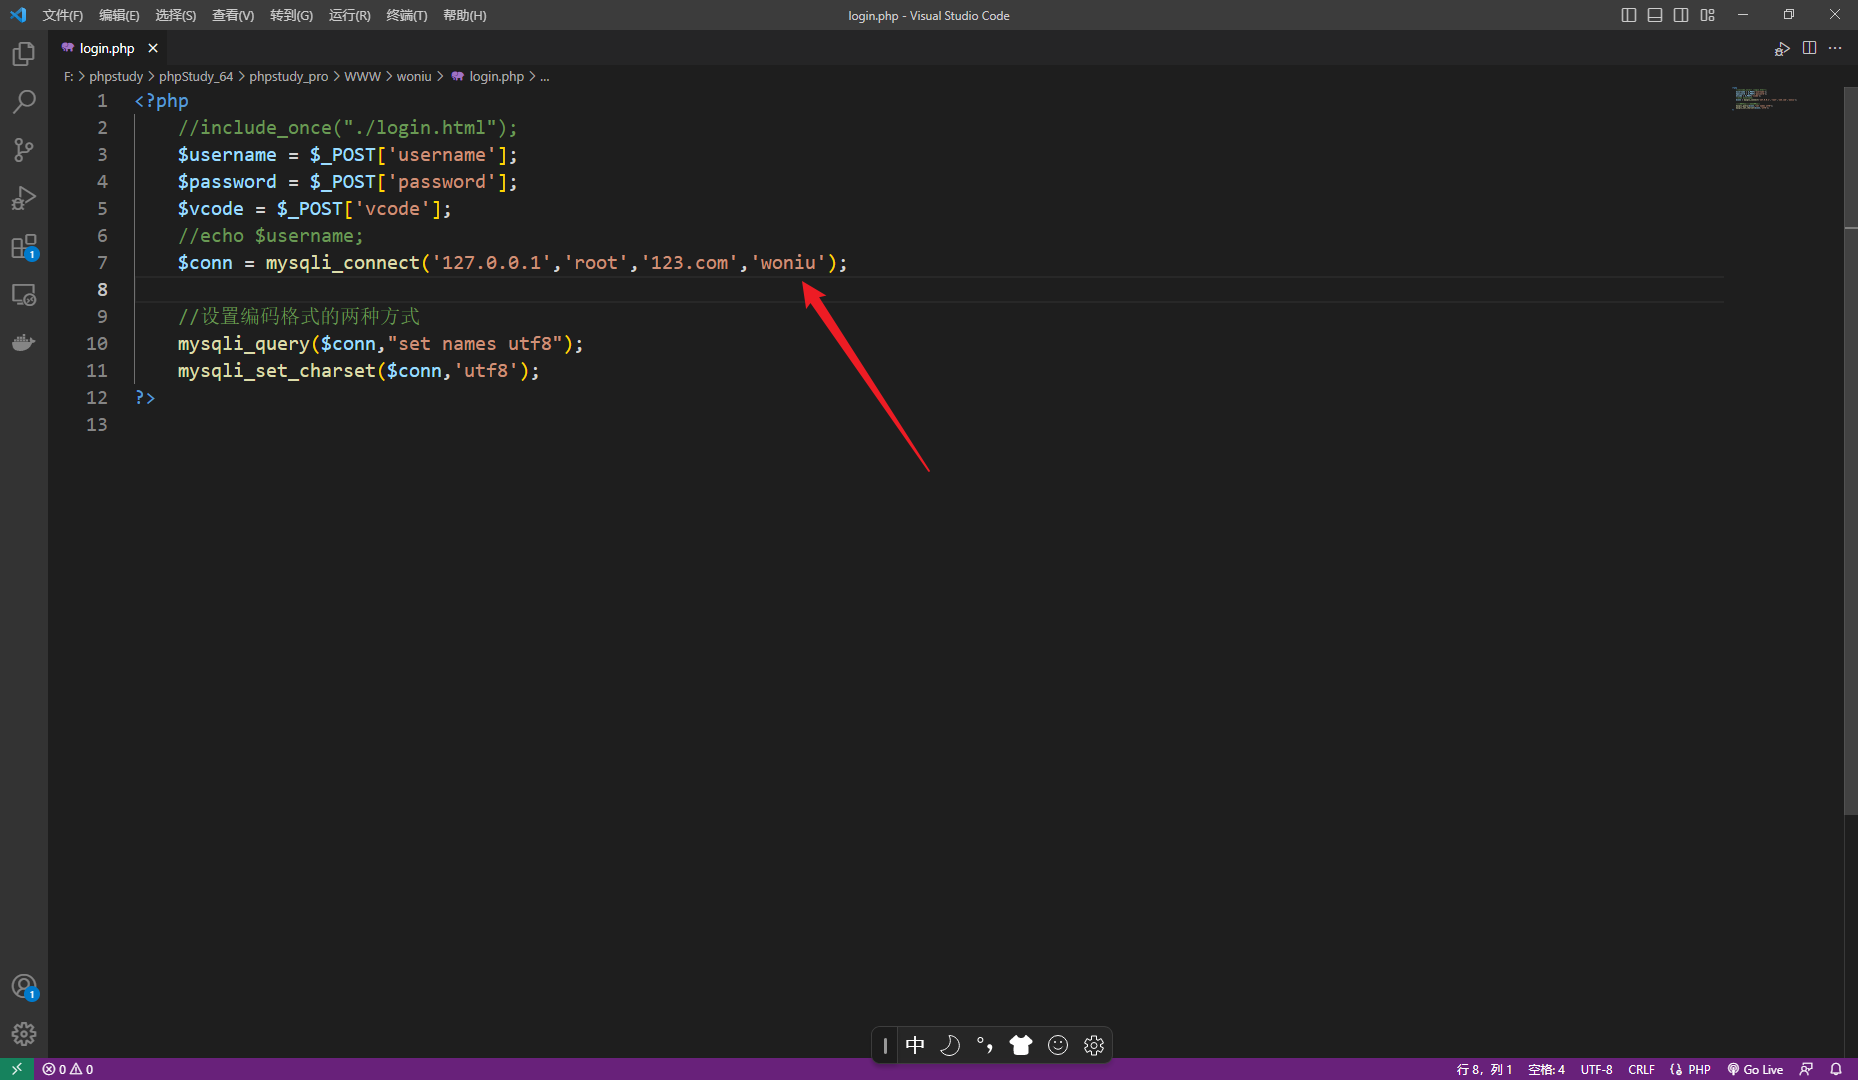 文件(F) 编辑(E) 选择(S) 查看(V) 转到(G) 运行(R) 终端(T) 帮助(H) login.php - Visual Studio Code
login.php
F: > phpstudy > phpStudy_64 > phpstudy_pro > WWW > woniu > login.php > ...
1 <?php
2 //include_once("./login.html");
3 $username = $_POST['username'];
4 $password = $_POST['password'];
5 $vcode = $_POST['vcode'];
6 //echo $username;
7 $conn = mysqli_connect('127.0.0.1','root','123.com','woniu');
8
9 //设置编码格式的两种方式
10 mysqli_query($conn,"set names utf8");
11 mysqli_set_charset($conn,'utf8');
12 ?>
13
1
1
中
0 0 行 8，列 1 空格: 4 UTF-8 CRLF PHP Go Live